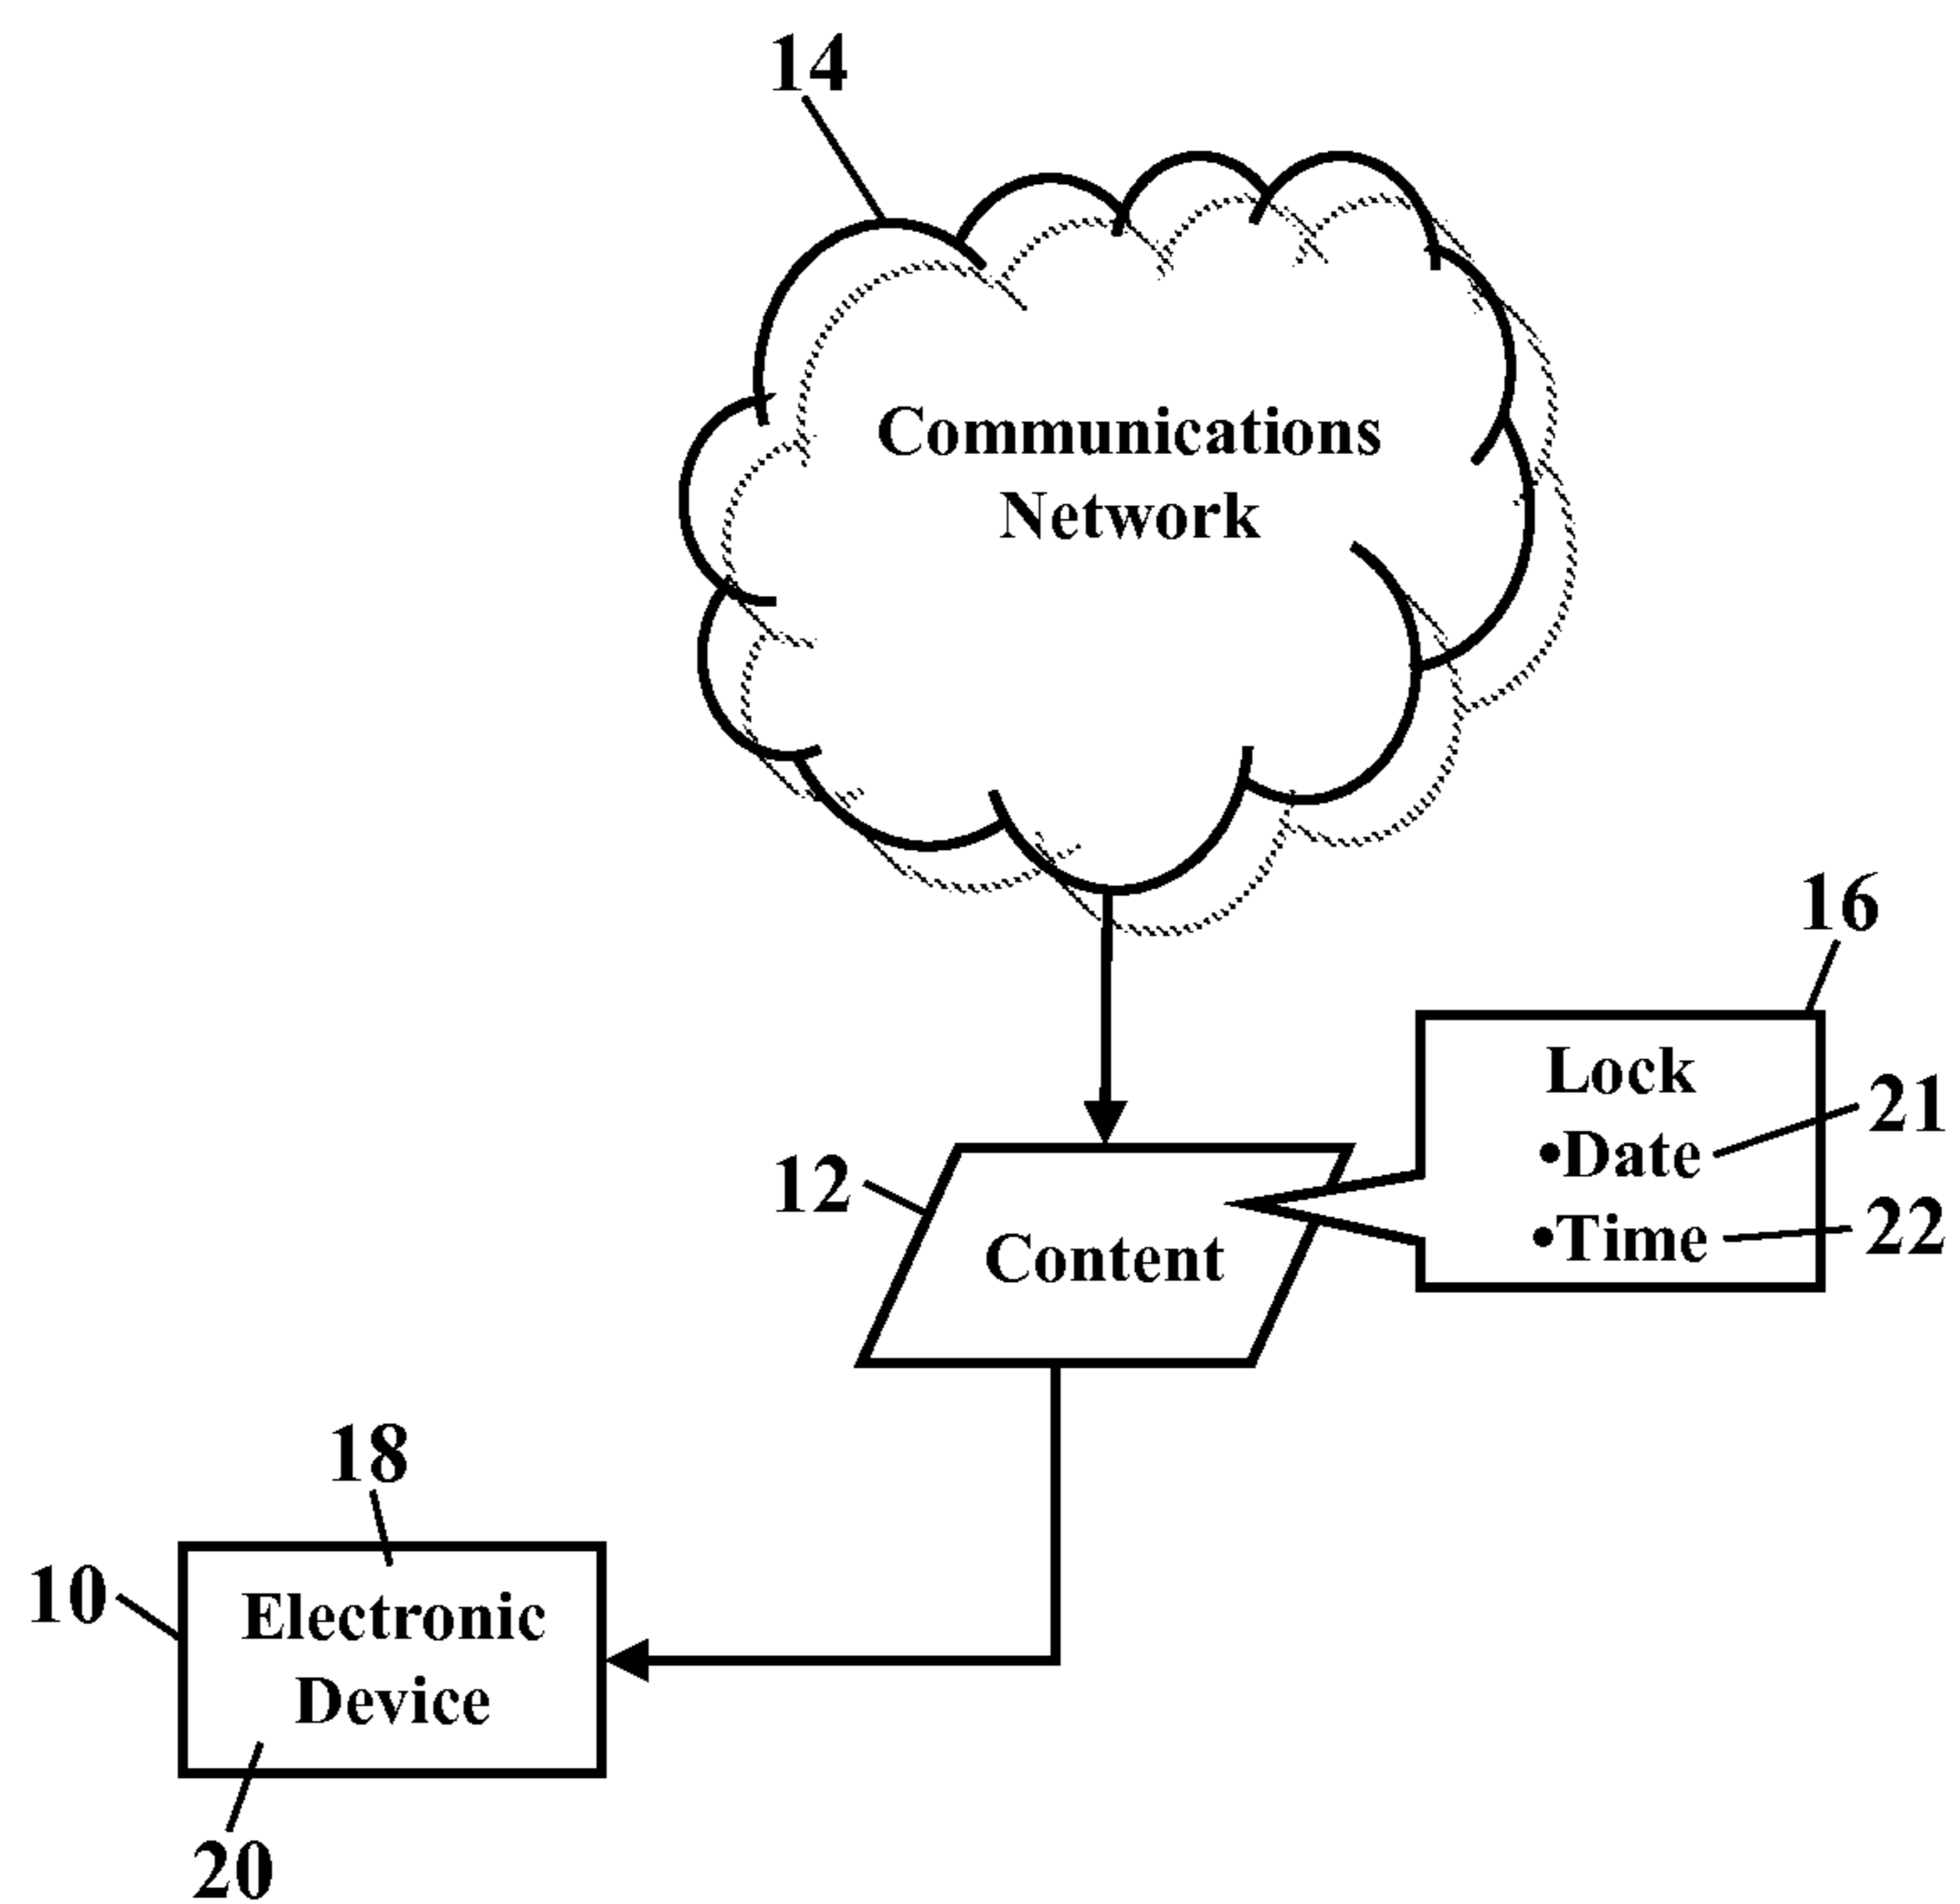 14
Communications
Network
16
Lock
•Date
21
•Time
22
12
Content
18
10
Electronic
Device
20